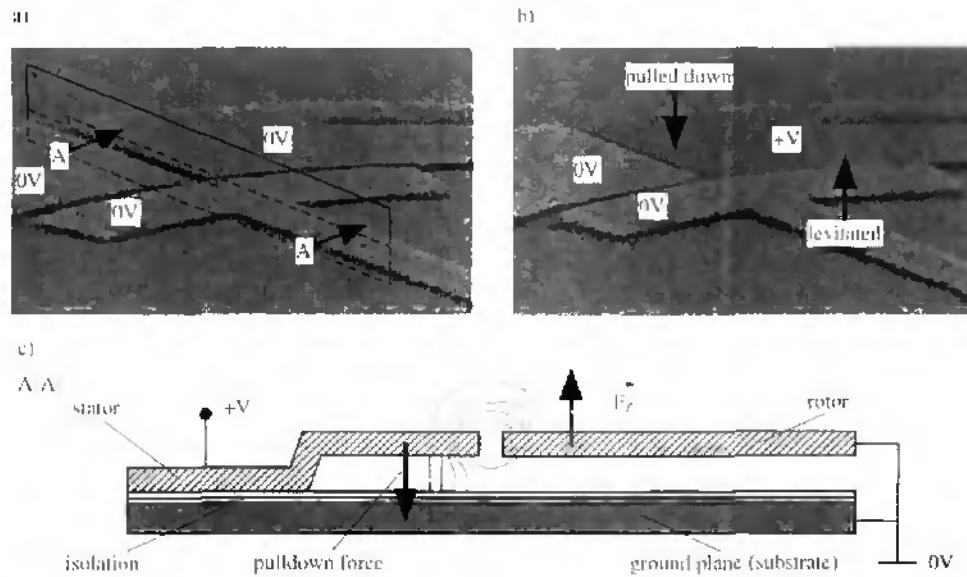 a)
0V
A
0V
0V
A
b)
pulled down
+V
0V
0V
levitated
c)
A-A
stator
+V
rotor
isolation
pulldown force
ground plane (substrate)
0V